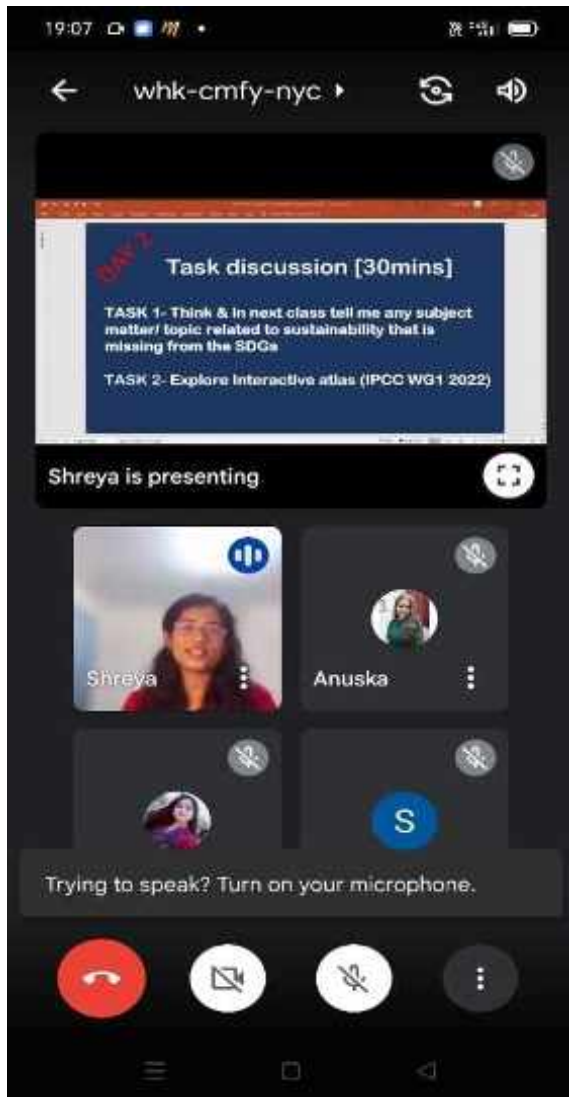 19:07
whk-cmfy-nyc
DAY 2
Task discussion [30mins]
TASK 1- Think & in next class tell me any subject
matter/ topic related to sustainability that is
missing from the SDGs
TASK 2- Explore Interactive atlas (IPCC WG1 2022)
Shreya is presenting
Shreya
Anuska
S
Trying to speak? Turn on your microphone.